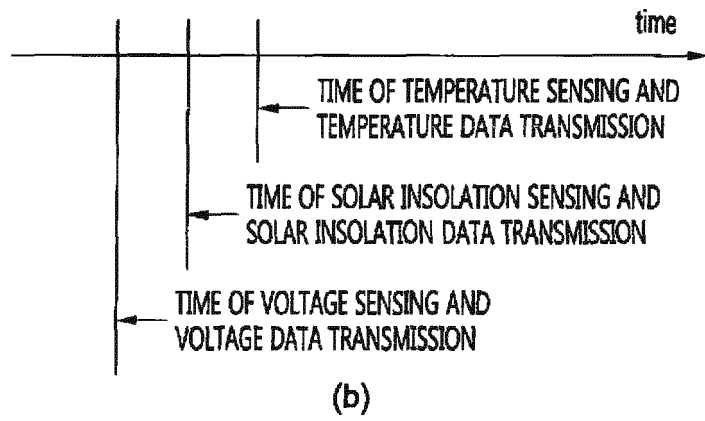 time
TIME OF TEMPERATURE SENSING AND
TEMPERATURE DATA TRANSMISSION
TIME OF SOLAR INSOLATION SENSING AND
SOLAR INSOLATION DATA TRANSMISSION
TIME OF VOLTAGE SENSING AND
VOLTAGE DATA TRANSMISSION
(b)